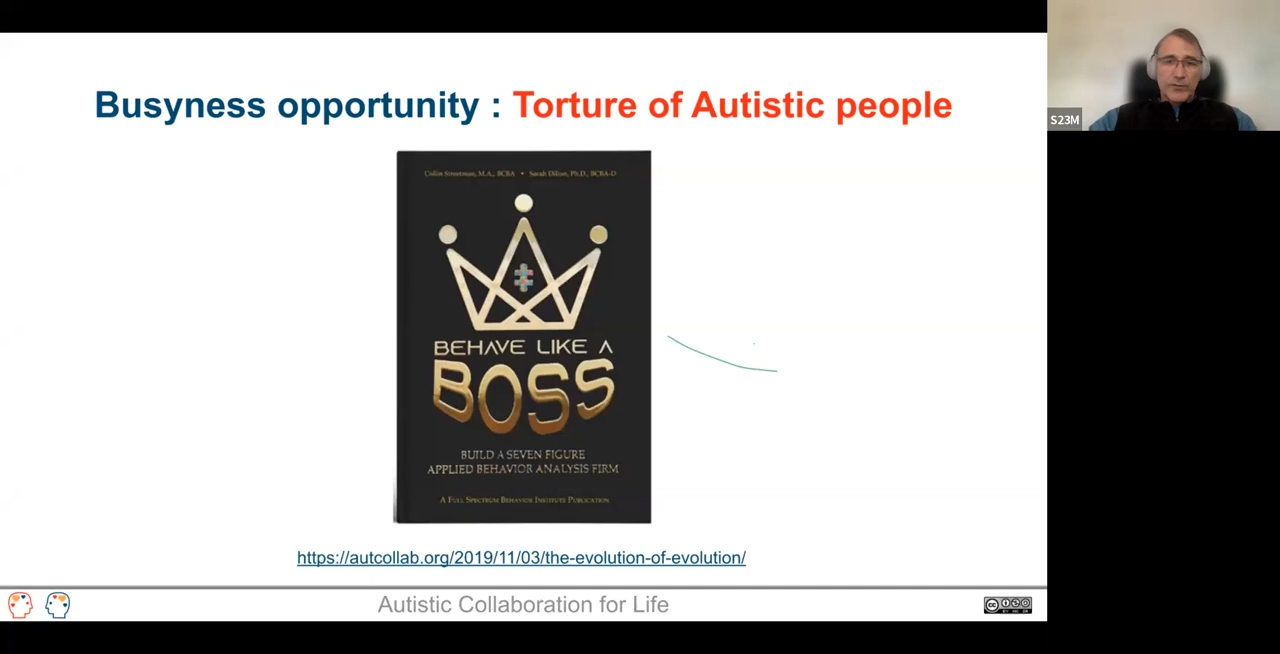 Busyness opportunity : Torture of Autistic people
S23M
Collin Streetman, M.A., BCBA • Sarah Dillon, Ph.D., BCBA-D
BEHAVE LIKE A
BOSS
BUILD A SEVEN FIGURE
APPLIED BEHAVIOR ANALYSIS FIRM
A FULL SPECTRUM BEHAVIOR INSTITUTE PUBLICATION
https://autcollab.org/2019/11/03/the-evolution-of-evolution/
Autistic Collaboration for Life